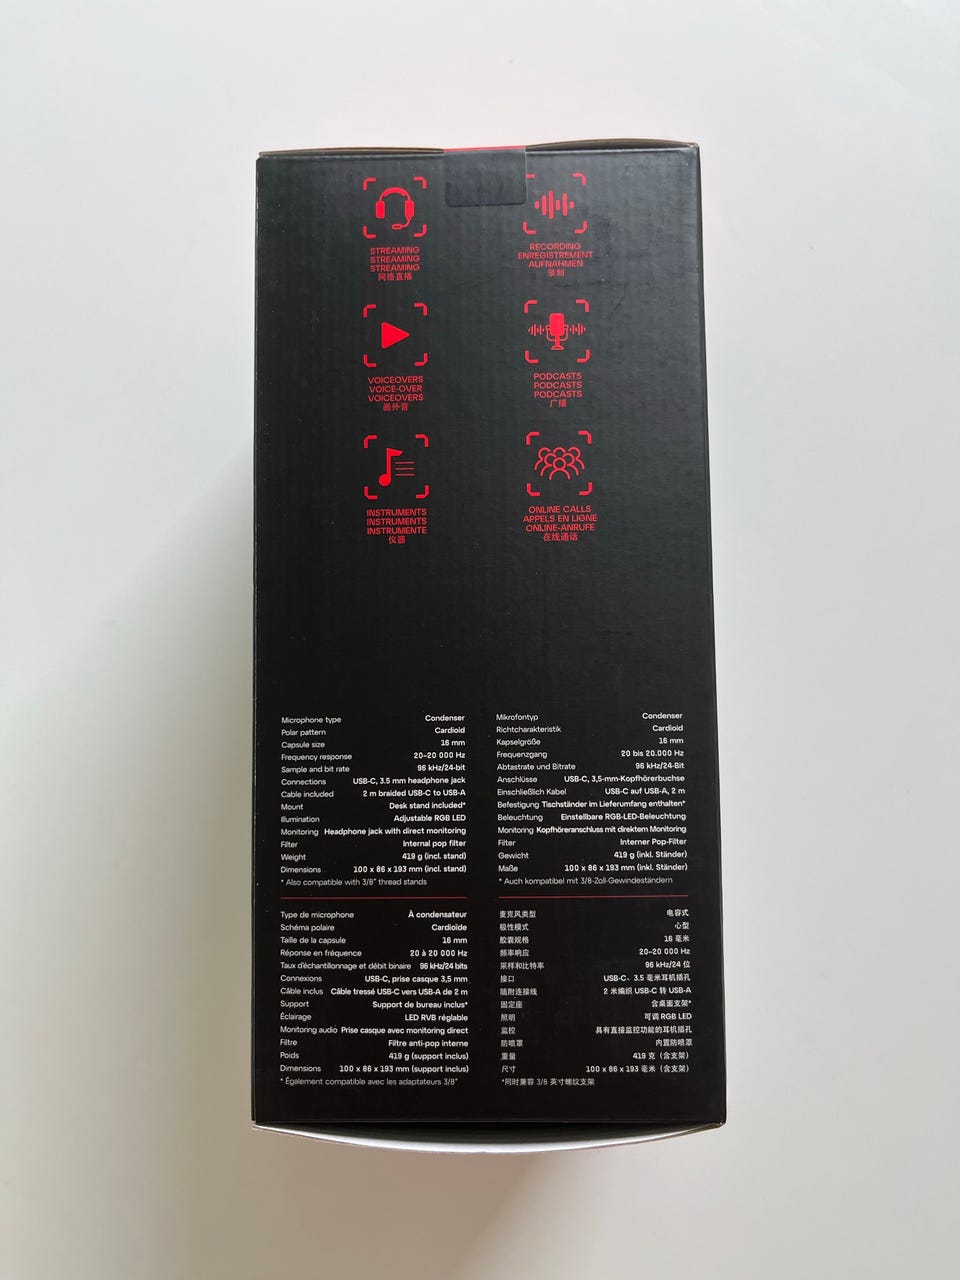 STREAMING
STREAMING
STREAMING
网络直播
RECORDING
ENREGISTREMENT
AUFNAHMEN
录制
VOICEOVERS
VOICE-OVER
VOICEOVERS
画外音
PODCASTS
PODCASTS
PODCASTS
广播
INSTRUMENTS
INSTRUMENTS
INSTRUMENTE
仪器
ONLINE CALLS
APPELS EN LIGNE
ONLINE-ANRUFE
在线通话
Microphone type Condenser
Polar pattern Cardioid
Capsule size 16 mm
Frequency response 20-20 000 Hz
Sample and bit rate 96 kHz/24-bit
Connections USB-C, 3.5 mm headphone jack
Cable included 2 m braided USB-C to USB-A
Mount Desk stand included*
Illumination Adjustable RGB LED
Monitoring Headphone jack with direct monitoring
Filter Internal pop filter
Weight 419 g (incl. stand)
Dimensions 100 x 86 x 193 mm (incl. stand)
* Also compatible with 3/8" thread stands
Mikrofontyp Condenser
Richtcharakteristik Cardioid
Kapselgröße 16 mm
Frequenzgang 20 bis 20.000 Hz
Abtastrate und Bitrate 96 kHz/24-Bit
Anschlüsse USB-C, 3,5-mm-Kopfhörerbuchse
Einschließlich Kabel USB-C auf USB-A, 2 m
Befestigung Tischständer im Lieferumfang enthalten*
Beleuchtung Einstellbare RGB-LED-Beleuchtung
Monitoring Kopfhöreranschluss mit direktem Monitoring
Filter Interner Pop-Filter
Gewicht 419 g (inkl. Ständer)
Maße 100 x 86 x 193 mm (inkl. Ständer)
* Auch kompatibel mit 3/8-Zoll-Gewindeständern
Type de microphone À condensateur
Schéma polaire Cardioïde
Taille de la capsule 16 mm
Réponse en fréquence 20 à 20 000 Hz
Taux d'échantillonnage et débit binaire 96 kHz/24 bits
Connexions USB-C, prise casque 3,5 mm
Câble inclus Câble tressé USB-C vers USB-A de 2 m
Support Support de bureau inclus*
Éclairage LED RVB réglable
Monitoring audio Prise casque avec monitoring direct
Filtre Filtre anti-pop interne
Poids 419 g (support inclus)
Dimensions 100 x 86 x 193 mm (support inclus)
* Également compatible avec les adaptateurs 3/8"
麦克风类型 电容式
极性模式 心型
胶囊规格 16 毫米
频率响应 20-20 000 Hz
采样和比特率 96 kHz/24 位
接口 USB-C、3.5 毫米耳机插孔
随附连接线 2 米编织 USB-C 转 USB-A
固定座 含桌面支架*
照明 可调 RGB LED
监控 具有直接监控功能的耳机插孔
防喷罩 内置防喷罩
重量 419 克（含支架）
尺寸 100 x 86 x 193 毫米（含支架）
*同时兼容 3/8 英寸螺纹支架